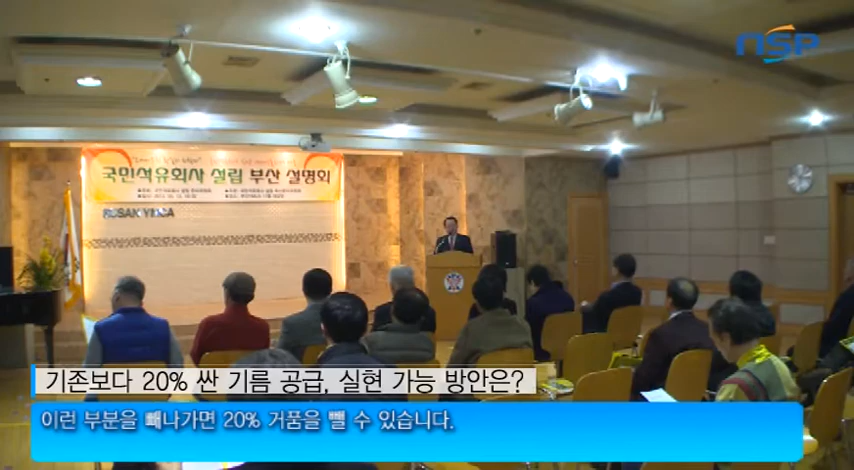 NSP
국민석유회사 설립 부산 설명회
BUSAN YMCA
기존보다 20% 싼 기름 공급, 실현 가능 방안은?
이런 부분을 빼나가면 20% 거품을 뺄 수 있습니다.